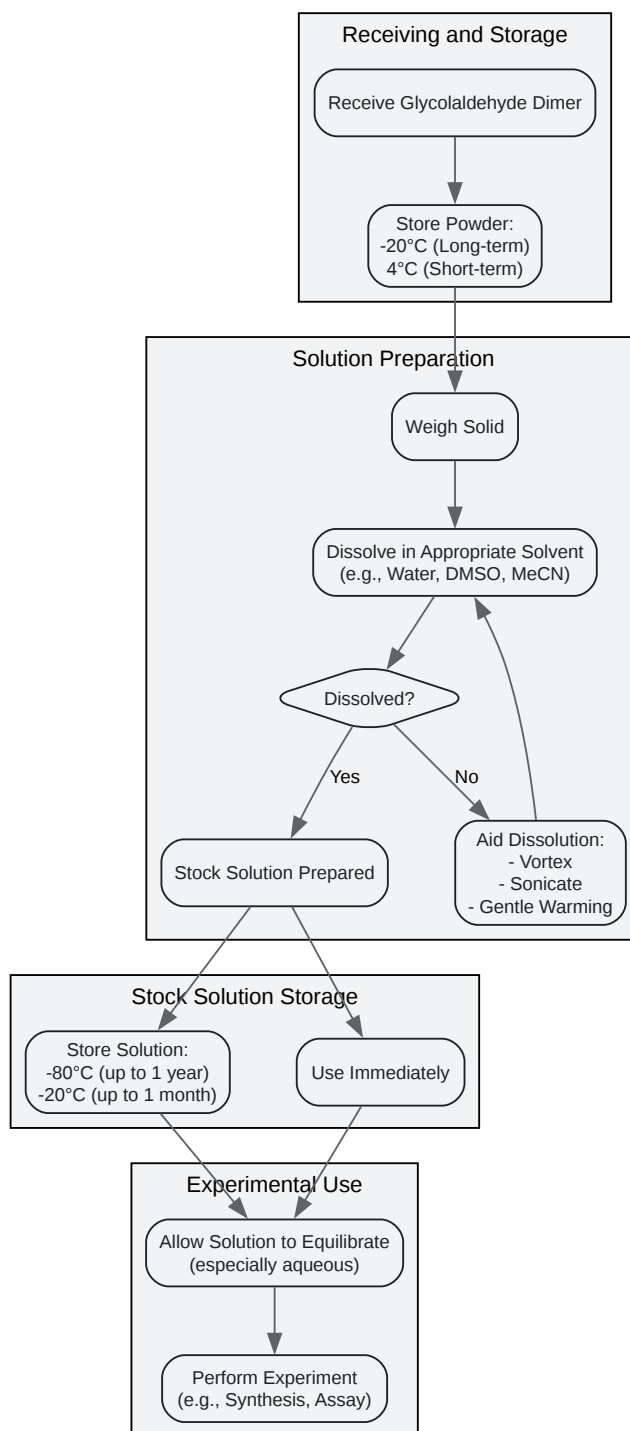 Receiving and Storage
Receive Glycolaldehyde Dimer
Store Powder:
-20°C (Long-term)
4°C (Short-term)
Solution Preparation
Weigh Solid
Dissolve in Appropriate Solvent
(e.g., Water, DMSO, MeCN)
Dissolved?
Yes
No
Stock Solution Prepared
Aid Dissolution:
- Vortex
- Sonicate
- Gentle Warming
Stock Solution Storage
Store Solution:
-80°C (up to 1 year)
-20°C (up to 1 month)
Use Immediately
Experimental Use
Allow Solution to Equilibrate
(especially aqueous)
Perform Experiment
(e.g., Synthesis, Assay)